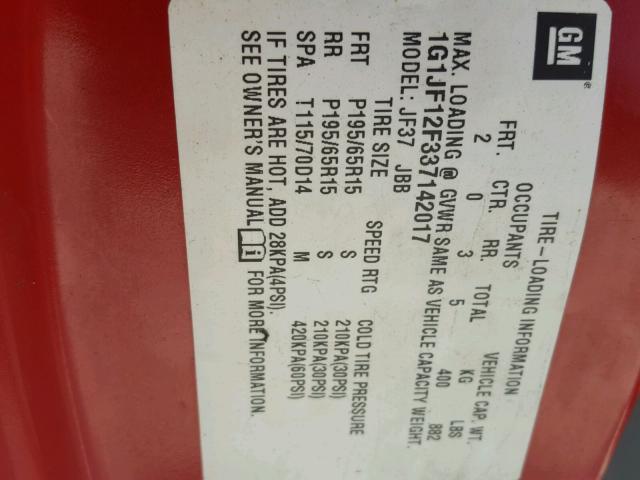 GM
TIRE-LOADING INFORMATION
OCCUPANTS VEHICLE CAP. WT.
FRT. CTR. RR. TOTAL KG LBS
2 0 3 5 400 882
MAX. LOADING @ GVWR SAME AS VEHICLE CAPACITY WEIGHT.
1G1JF12F337142017
MODEL: JF37 JBB
TIRE SIZE SPEED RTG COLD TIRE PRESSURE
FRT P195/65R15 S 210KPA(30PSI)
RR P195/65R15 S 210KPA(30PSI)
SPA T115/70D14 M 420KPA(60PSI)
IF TIRES ARE HOT, ADD 28KPA(4PSI).
SEE OWNER'S MANUAL i FOR MORE INFORMATION.